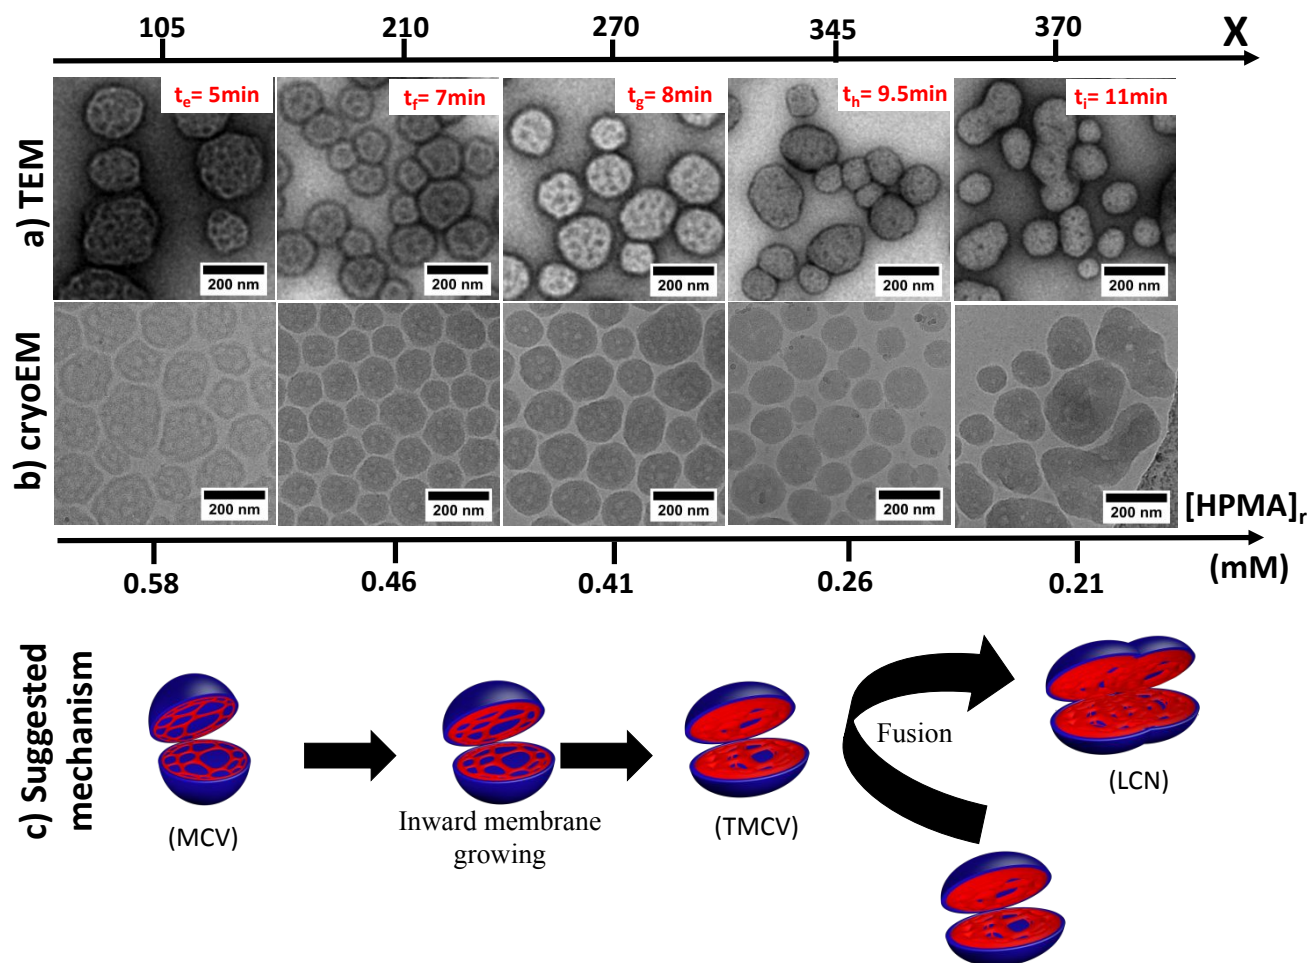 105 210 270 345 370 X
a) TEM
t_e= 5min t_f= 7min t_g= 8min t_h= 9.5min t_i= 11min
200 nm 200 nm 200 nm 200 nm 200 nm
b) cryoEM
200 nm 200 nm 200 nm 200 nm 200 nm
[HPMA]_r
(mM)
0.58 0.46 0.41 0.26 0.21
c) Suggested
mechanism
(MCV)
Inward membrane
growing
(TMCV)
Fusion
(LCN)